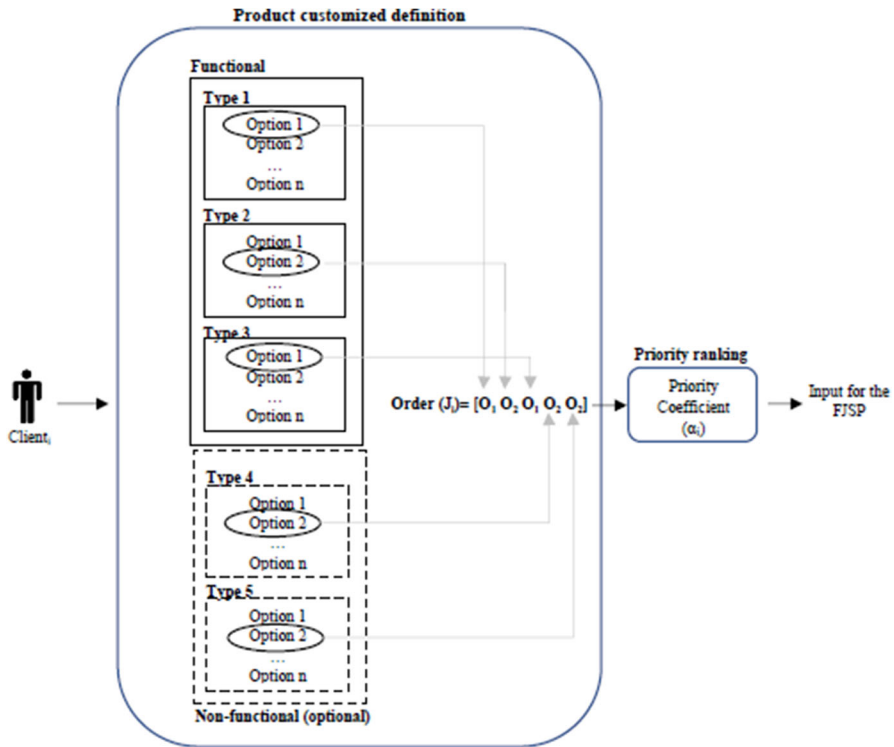 Product customized definition
Functional
Type 1
Option 1
Option 2
...
Option n
Type 2
Option 1
Option 2
...
Option n
Type 3
Option 1
Option 2
...
Option n
Order (Jᵢ)= [O₁ O₂ O₁ O₂ O₂]
Clientᵢ
Priority ranking
Priority
Coefficient
(αᵢ)
Input for the
FJSP
Type 4
Option 1
Option 2
...
Option n
Type 5
Option 1
Option 2
...
Option n
Non-functional (optional)